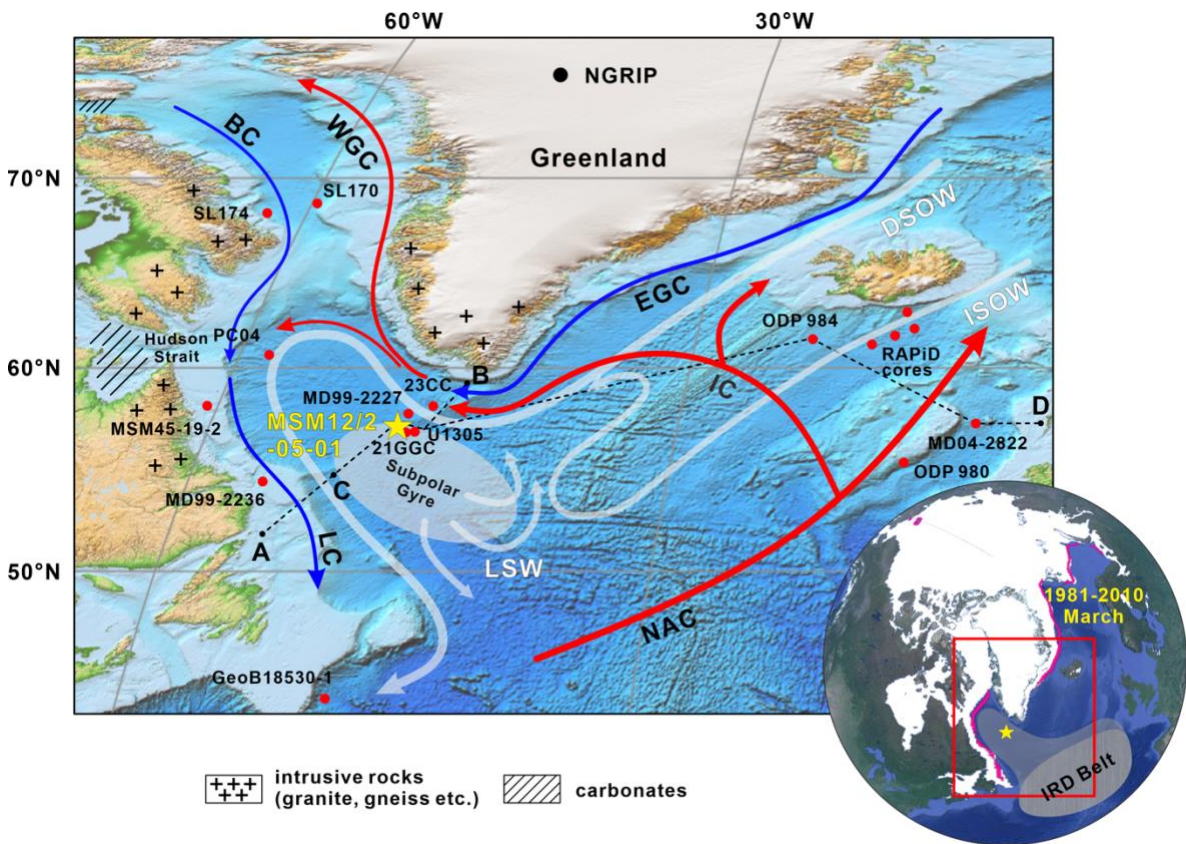 60°W
30°W
NGRIP
BC
WGC
Greenland
70°N
SL170
SL174
DSOW
EGC
ISOW
Hudson
Strait
PC04
ODP 984
60°N
RAPiD
cores
IC
23CC
B
MD99-2227
D
MSM12/2
-05-01
U1305
MSM45-19-2
21GGC
MD04-2822
Subpolar
Gyre
ODP 980
MD99-2236
C
A
LC
LSW
50°N
NAC
1981-2010
March
GeoB18530-1
IRD Belt
intrusive rocks
(granite, gneiss etc.)
carbonates